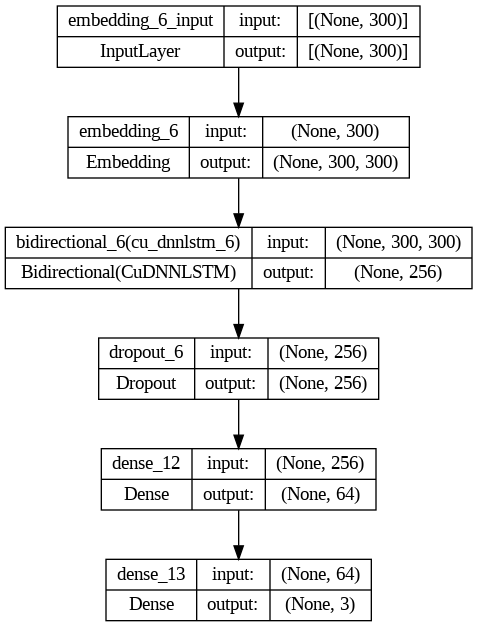 embedding_6_input input: [(None, 300)]
InputLayer output: [(None, 300)]
embedding_6 input: (None, 300)
Embedding output: (None, 300, 300)
bidirectional_6(cu_dnnlstm_6) input: (None, 300, 300)
Bidirectional(CuDNNLSTM) output: (None, 256)
dropout_6 input: (None, 256)
Dropout output: (None, 256)
dense_12 input: (None, 256)
Dense output: (None, 64)
dense_13 input: (None, 64)
Dense output: (None, 3)